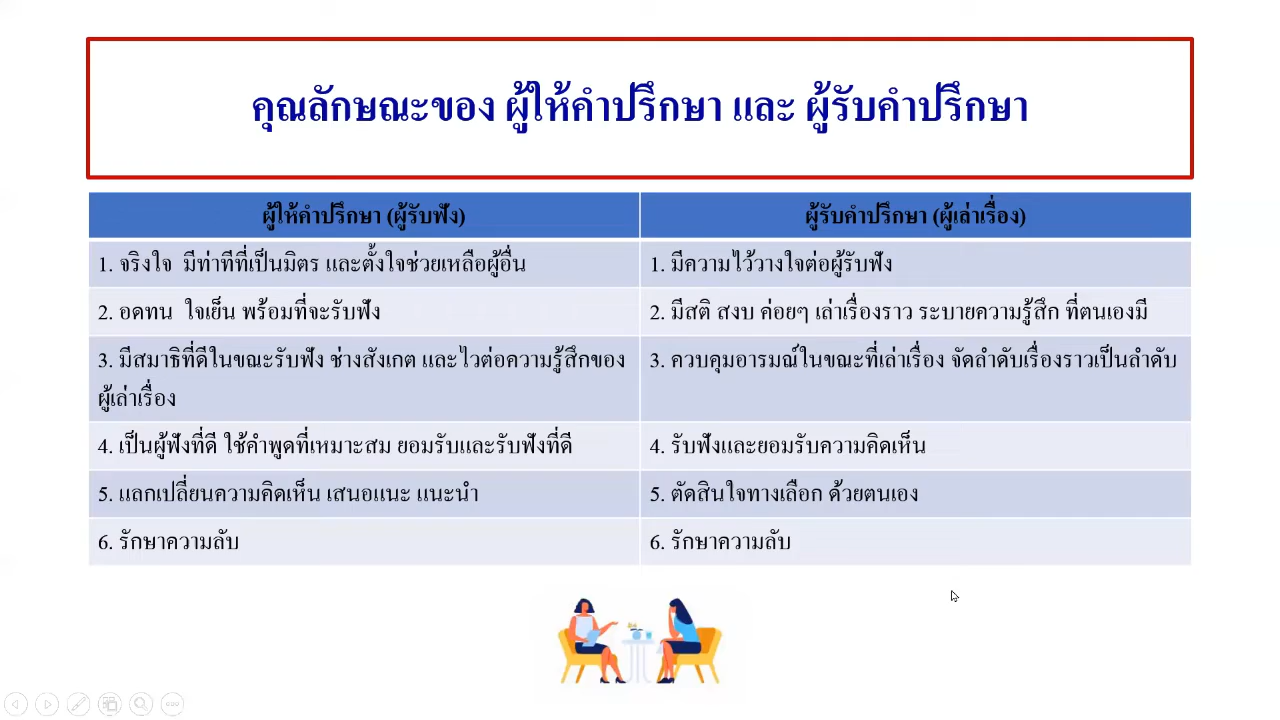 คุณลักษณะของ ผู้ให้คำปรึกษา และ ผู้รับคำปรึกษา
ผู้ให้คำปรึกษา (ผู้รับฟัง)
ผู้รับคำปรึกษา (ผู้เล่าเรื่อง)
1. จริงใจ มีท่าทีที่เป็นมิตร และตั้งใจช่วยเหลือผู้อื่น
1. มีความไว้วางใจต่อผู้รับฟัง
2. อดทน ใจเย็น พร้อมที่จะรับฟัง
2. มีสติ สงบ ค่อยๆ เล่าเรื่องราว ระบายความรู้สึก ที่ตนเองมี
3. มีสมาธิที่ดีในขณะรับฟัง ช่างสังเกต และไวต่อความรู้สึกของ
ผู้เล่าเรื่อง
3. ควบคุมอารมณ์ในขณะที่เล่าเรื่อง จัดลำดับเรื่องราวเป็นลำดับ
4. เป็นผู้ฟังที่ดี ใช้คำพูดที่เหมาะสม ยอมรับและรับฟังที่ดี
4. รับฟังและยอมรับความคิดเห็น
5. แลกเปลี่ยนความคิดเห็น เสนอแนะ แนะนำ
5. ตัดสินใจทางเลือก ด้วยตนเอง
6. รักษาความลับ
6. รักษาความลับ